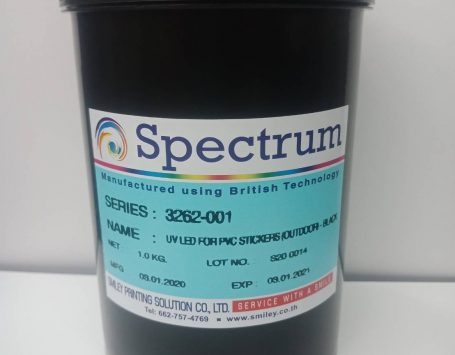 Spectrum
Manufactured using British Technology
SERIES : 3262-001
NAME : UV LED FOR PVC STICKERS (OUTDOOR) - BLACK
NET 1.0 KG. LOT NO. S20 0014
MFG 09.01.2020 EXP : 09.01.2021
SMILEY PRINTING SOLUTION CO., LTD. SERVICE WITH A SMILE
Tel: 662-757-4769 www.smiley.co.th